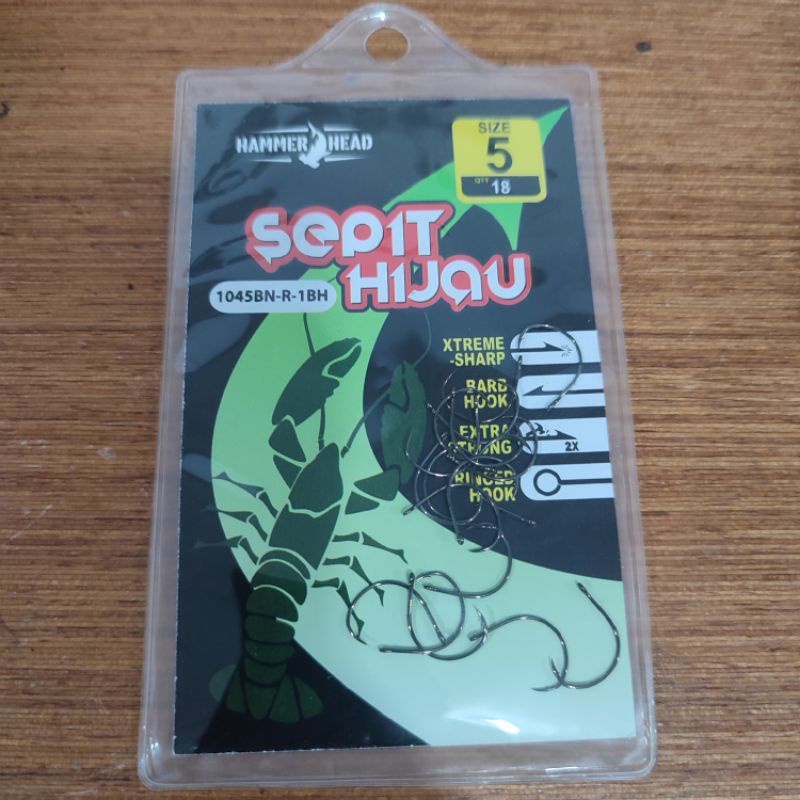 HAMMER HEAD
SIZE
5
QTY 18
SEPIT
HIJAU
1045BN-R-1BH
XTREME
-SHARP
BARB
HOOK
EXTRA
STRONG
2X
RINGED
HOOK